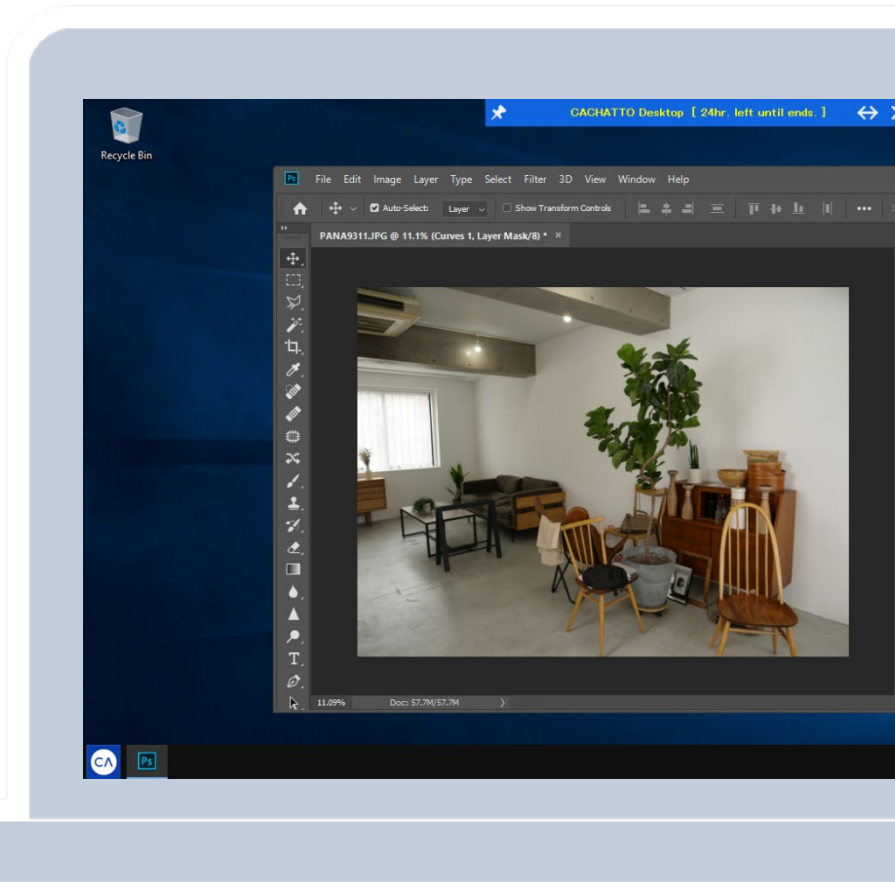 CACHATTO Desktop [ 24hr. left until ends. ]
Recycle Bin
Ps File Edit Image Layer Type Select Filter 3D View Window Help
Auto-Select: Layer Show Transform Controls
PANA9311.JPG @ 11.1% (Curves 1, Layer Mask/8) * ×
T
11.09% Doc: 57.7M/57.7M
CA Ps